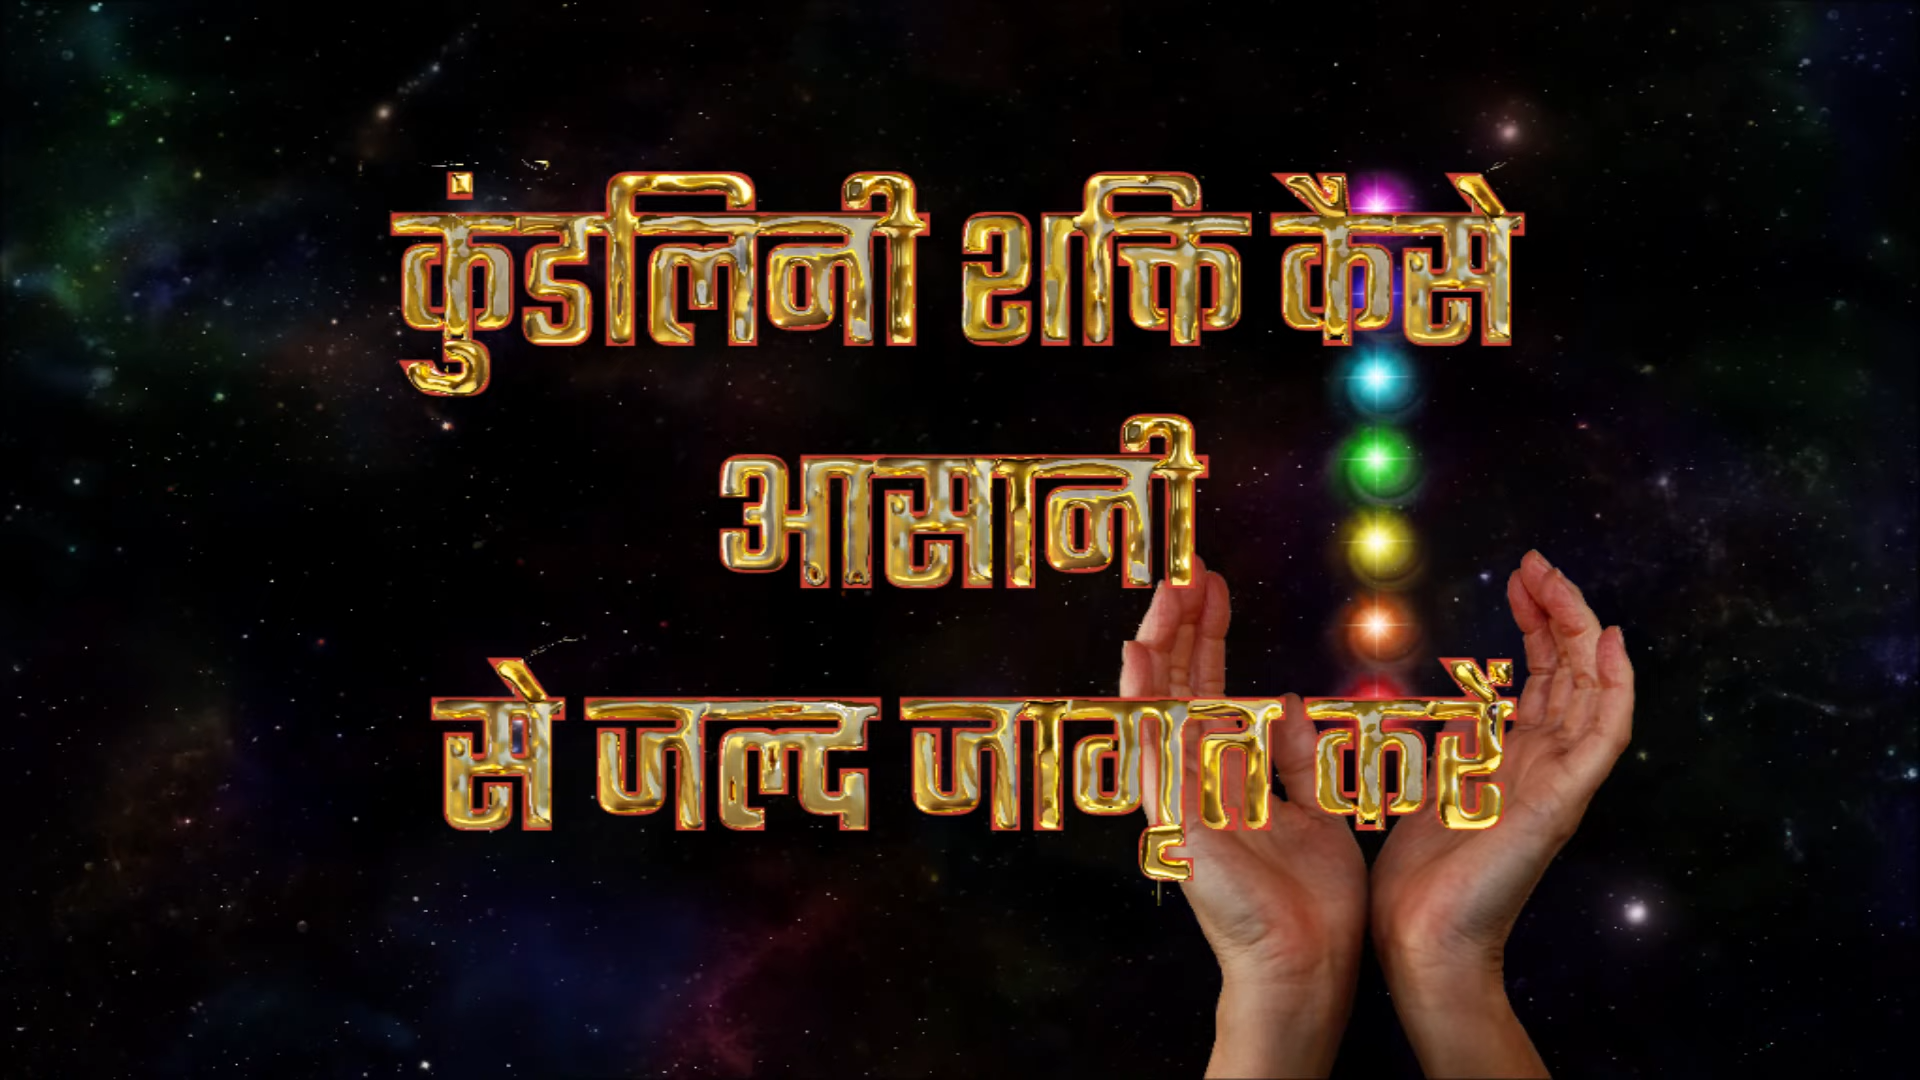 कुंडलिनी शक्ति कैसे
आसानी
से जल्द जागृत करें